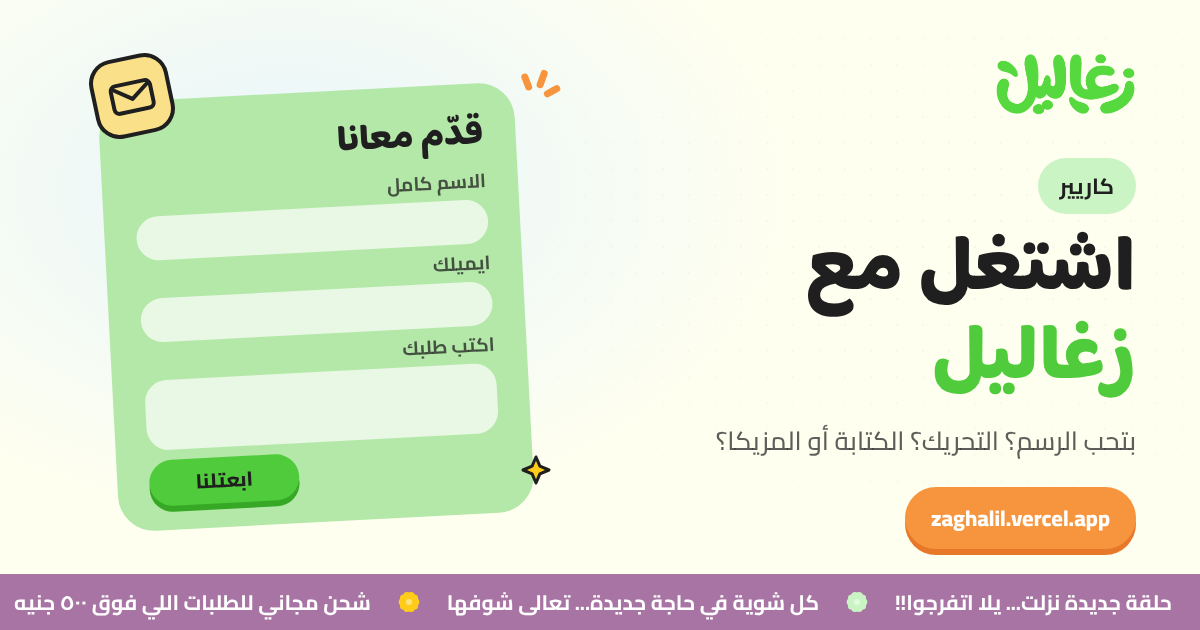 زغاليل
كاريير
اشتغل مع
زغاليل
بتحب الرسم؟ التحريك؟ الكتابة أو المزيكا؟
zaghalil.vercel.app
قدّم معانا
الاسم كامل
ايميلك
اكتب طلبك
ابعتلنا
حلقة جديدة نزلت... يلا اتفرجوا!! كل شوية في حاجة جديدة... تعالى شوفها شحن مجاني للطلبات اللي فوق ٥٠٠ جنيه